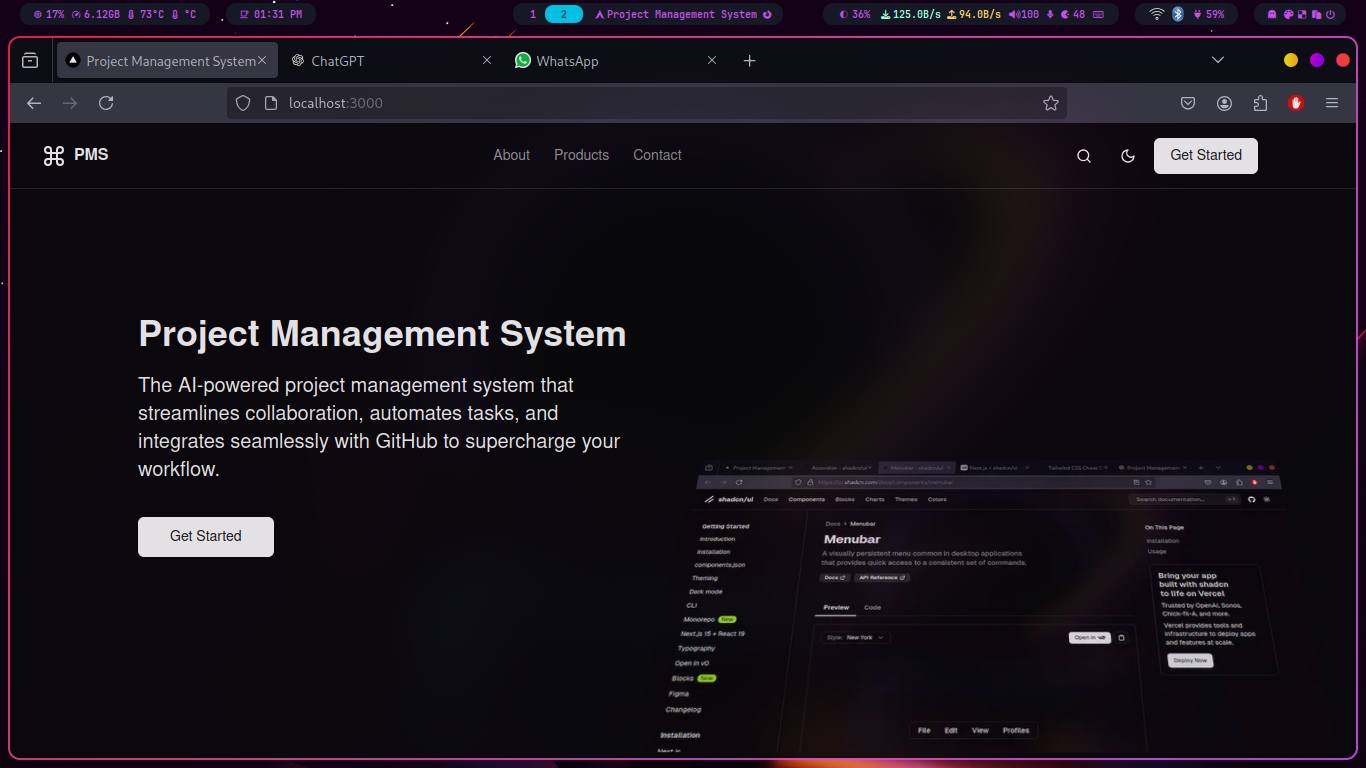 17% 6.12GB 73°C °C
01:31 PM
1 2 Project Management System
36% 125.0B/s 94.0B/s 100 48
59%
Project Management System
ChatGPT
WhatsApp
localhost:3000
PMS
About Products Contact
Get Started
Project Management System
The AI-powered project management system that
streamlines collaboration, automates tasks, and
integrates seamlessly with GitHub to supercharge your
workflow.
Get Started
Project Management Accordion - shadcn/ui Menubar - shadcn/ui Next.js + shadcn/ui Tailwind CSS Cheat Project Management
shadcn/ui Docs Components Blocks Charts Themes Colors
Search documentation...
Getting Started
Introduction
Installation
components.json
Theming
Dark mode
CLI
Monorepo New
Next.js 15 + React 19
Typography
Open in v0
Blocks New
Figma
Changelog
Installation
Next.js
Docs > Menubar
Menubar
A visually persistent menu common in desktop applications
that provides quick access to a consistent set of commands.
Docs API Reference
Preview Code
Style: New York
Open in v0
File Edit View Profiles
On This Page
Installation
Usage
Bring your app
built with shadcn
to life on Vercel
Trusted by OpenAI, Sonos,
Chick-fil-A, and more.
Vercel provides tools and
infrastructure to deploy apps
and features at scale.
Deploy Now